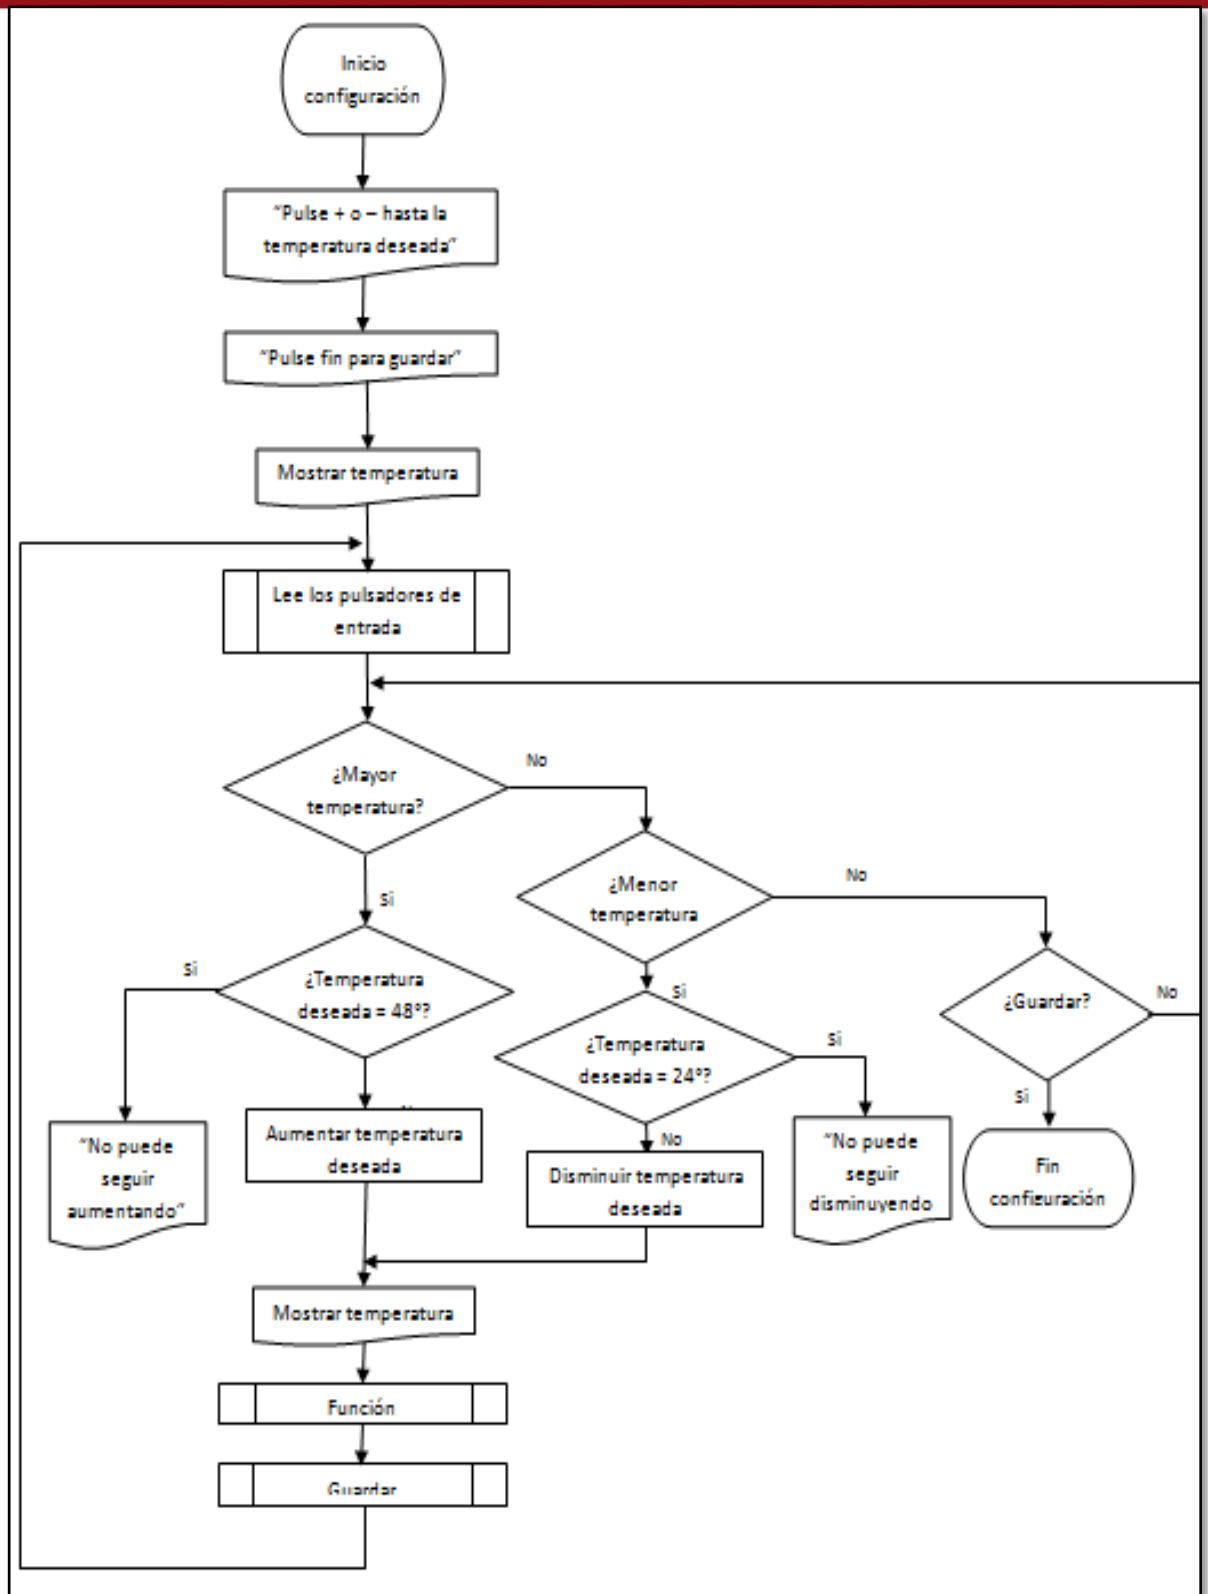 Inicio
configuración
“Pulse + o – hasta la
temperatura deseada”
“Pulse fin para guardar”
Mostrar temperatura
Lee los pulsadores de
entrada
¿Mayor
temperatura?
No
Si
¿Menor
temperatura
No
¿Temperatura
deseada = 48º?
Si
Si
¿Temperatura
deseada = 24º?
Si
No
¿Guardar?
No
Si
“No puede
seguir
aumentando”
Aumentar temperatura
deseada
Disminuir temperatura
deseada
“No puede
seguir
disminuyendo
Fin
configuración
Mostrar temperatura
Función
Guardar